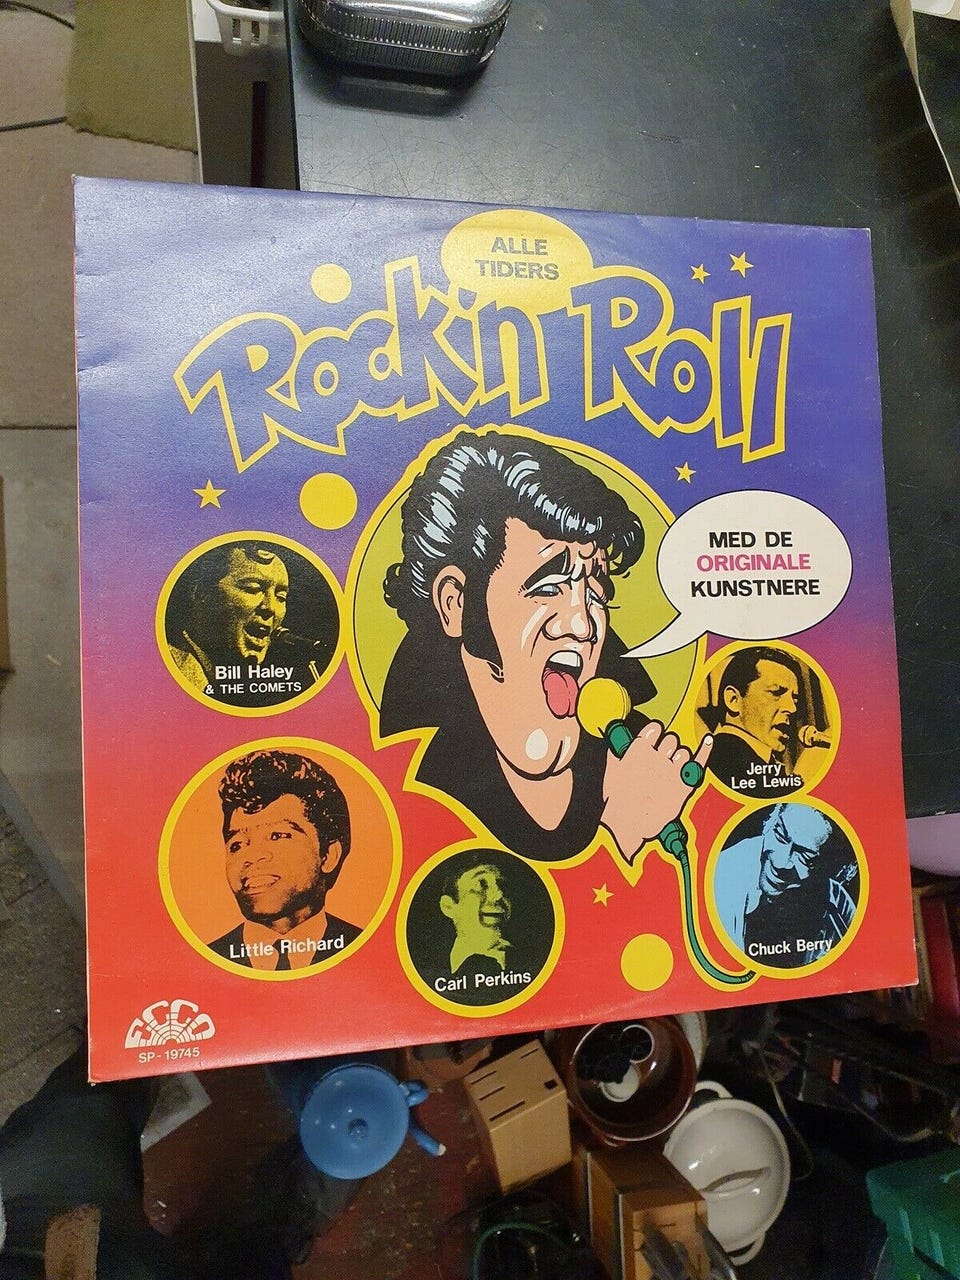 ALLE
TIDERS
Rock'n Roll
MED DE
ORIGINALE
KUNSTNERE
Bill Haley
& THE COMETS
Jerry
Lee Lewis
Little Richard
Carl Perkins
Chuck Berry
ECCO
SP-19745